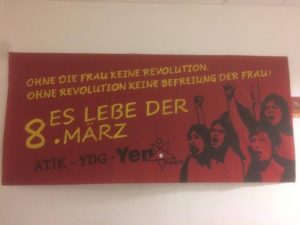 OHNE DIE FRAU KEINE REVOLUTION.
OHNE REVOLUTION KEINE BEFREIUNG DER FRAU!
ES LEBE DER
8. MÄRZ
ATIK - YDG - Yeni